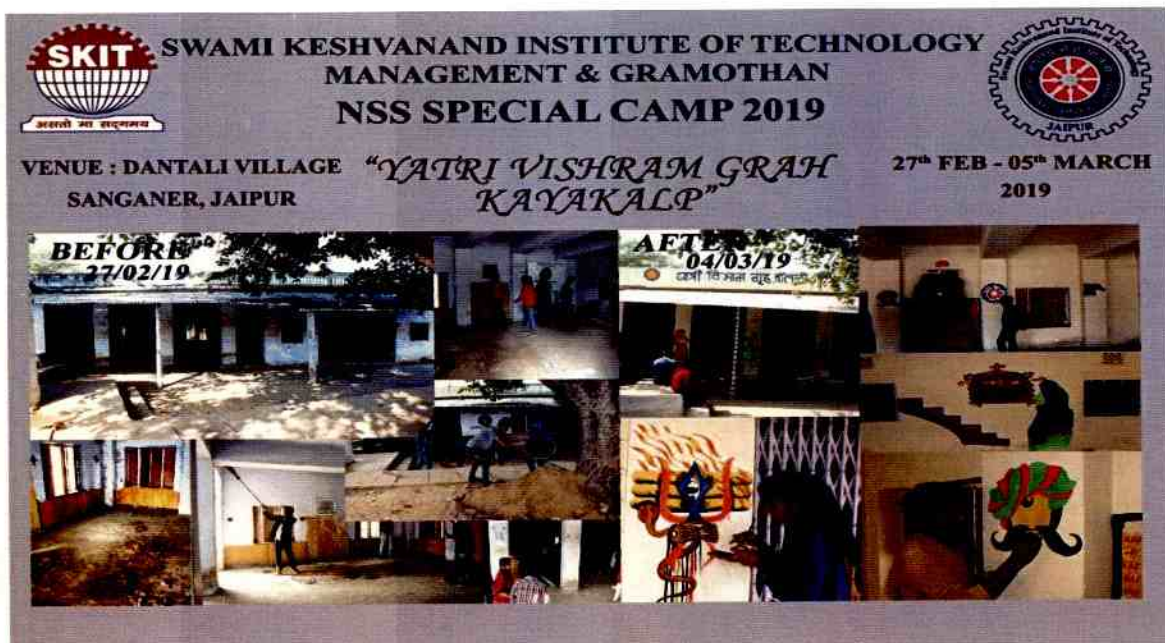 SKIT
असतो मा सद्गमय
SWAMI KESHVANAND INSTITUTE OF TECHNOLOGY
MANAGEMENT & GRAMOTHAN
NSS SPECIAL CAMP 2019
JAIPUR
VENUE : DANTALI VILLAGE
SANGANER, JAIPUR
"YATRI VISHRAM GRAH
KAYAKALP"
27th FEB - 05th MARCH
2019
BEFORE
27/02/19
AFTER
04/03/19